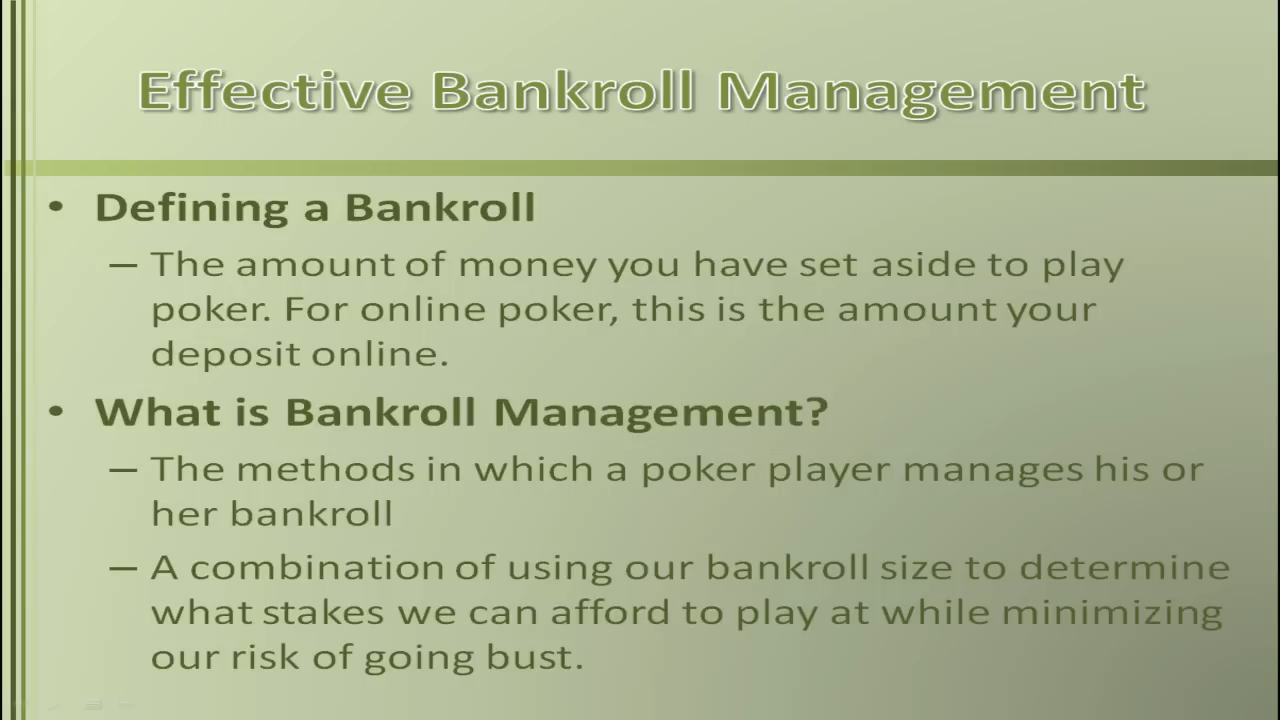 Effective Bankroll Management
• Defining a Bankroll
– The amount of money you have set aside to play
poker. For online poker, this is the amount your
deposit online.
• What is Bankroll Management?
– The methods in which a poker player manages his or
her bankroll
– A combination of using our bankroll size to determine
what stakes we can afford to play at while minimizing
our risk of going bust.